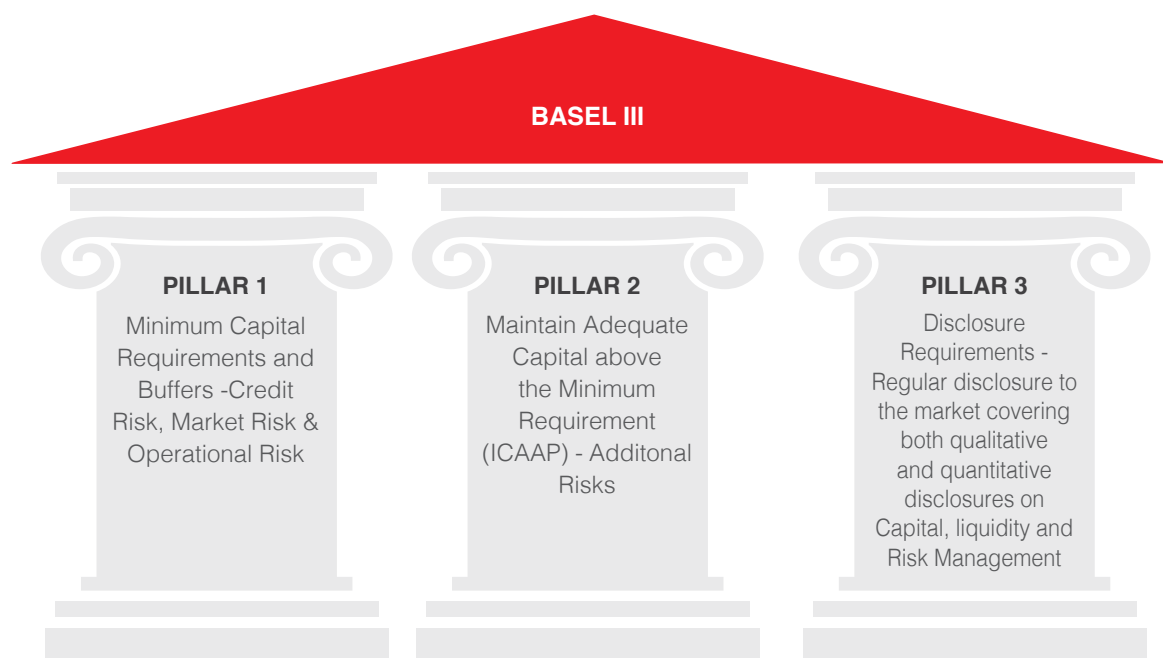 BASEL III
PILLAR 1
Minimum Capital
Requirements and
Buffers -Credit
Risk, Market Risk &
Operational Risk
PILLAR 2
Maintain Adequate
Capital above
the Minimum
Requirement
(ICAAP) - Additonal
Risks
PILLAR 3
Disclosure
Requirements -
Regular disclosure to
the market covering
both qualitative
and quantitative
disclosures on
Capital, liquidity and
Risk Management